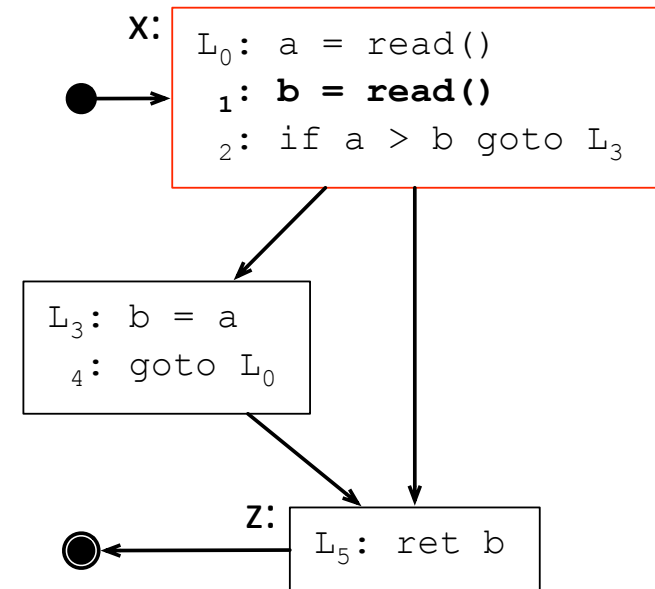 x:
L₀: a = read()
₁: b = read()
₂: if a > b goto L₃
L₃: b = a
₄: goto L₀
z:
L₅: ret b